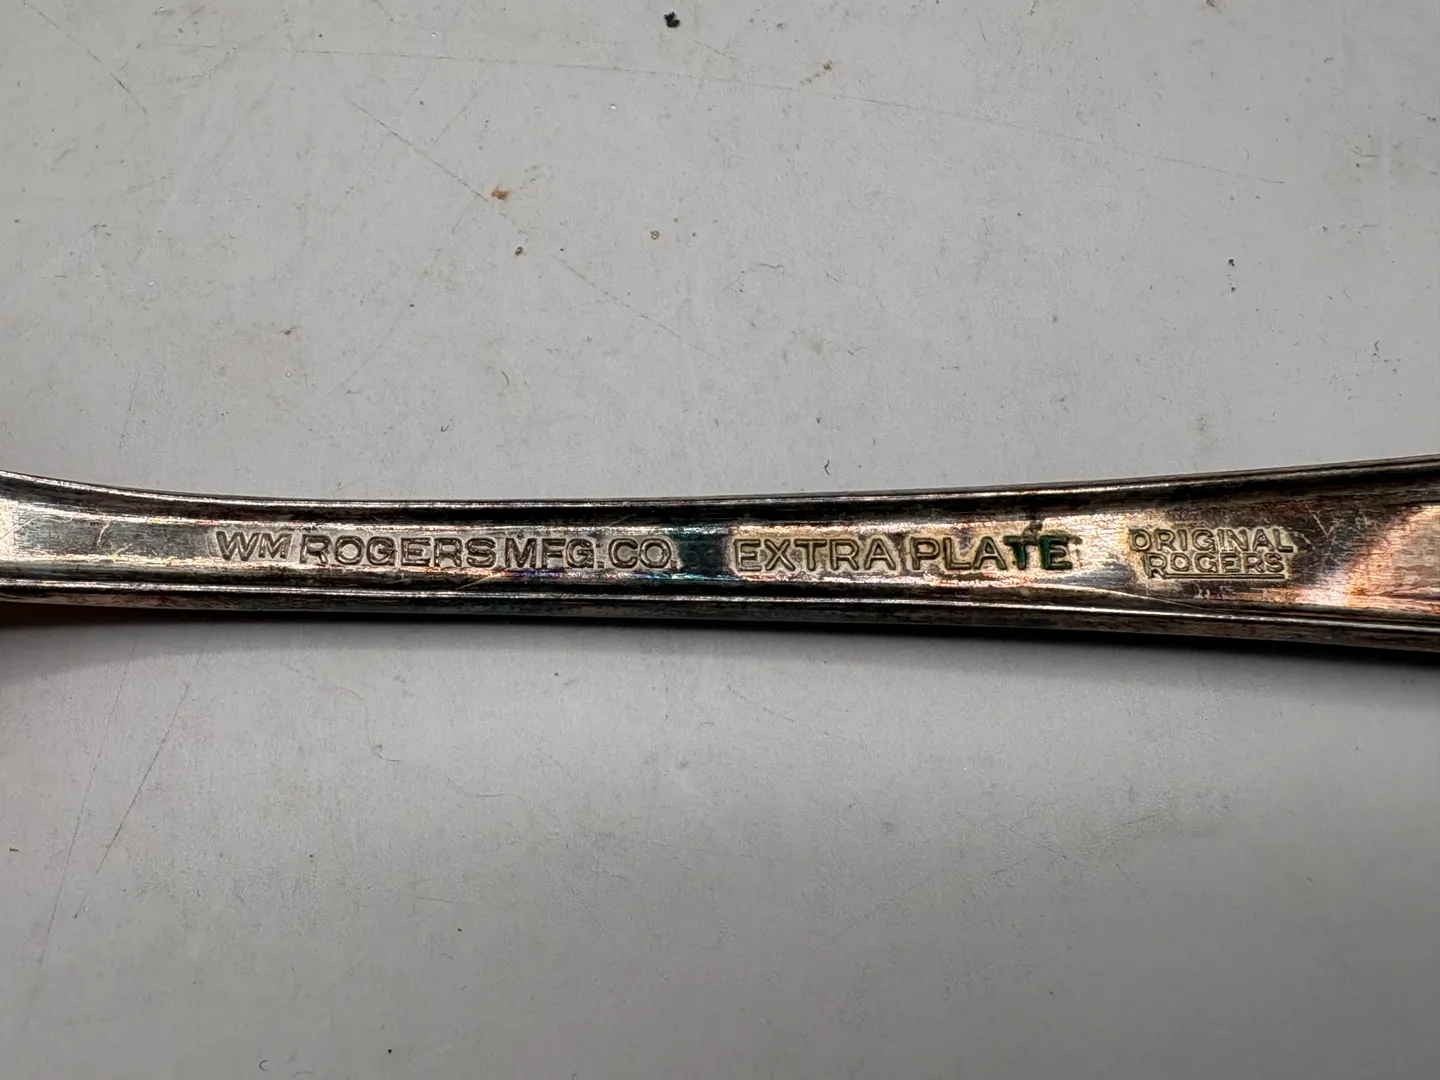 WM ROGERS MFG. CO. EXTRA PLATE ORIGINAL
ROGERS